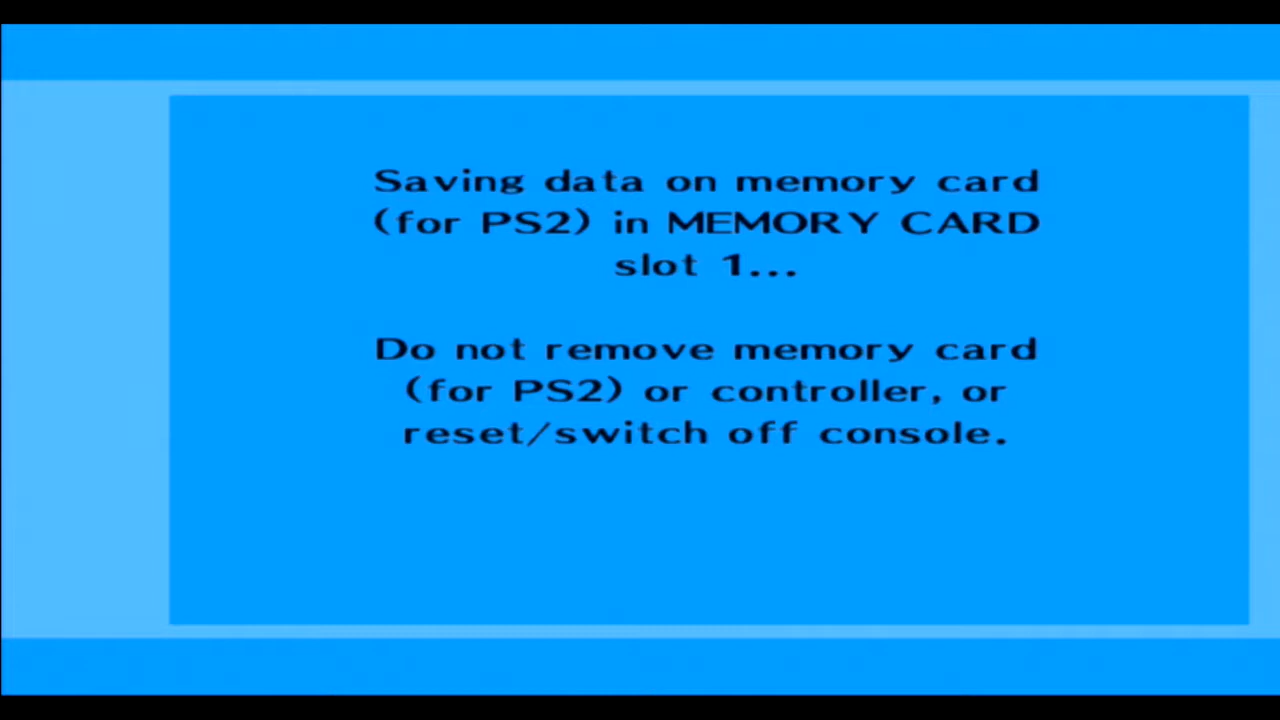 Saving data on memory card
(for PS2) in MEMORY CARD
slot 1...
Do not remove memory card
(for PS2) or controller, or
reset/switch off console.